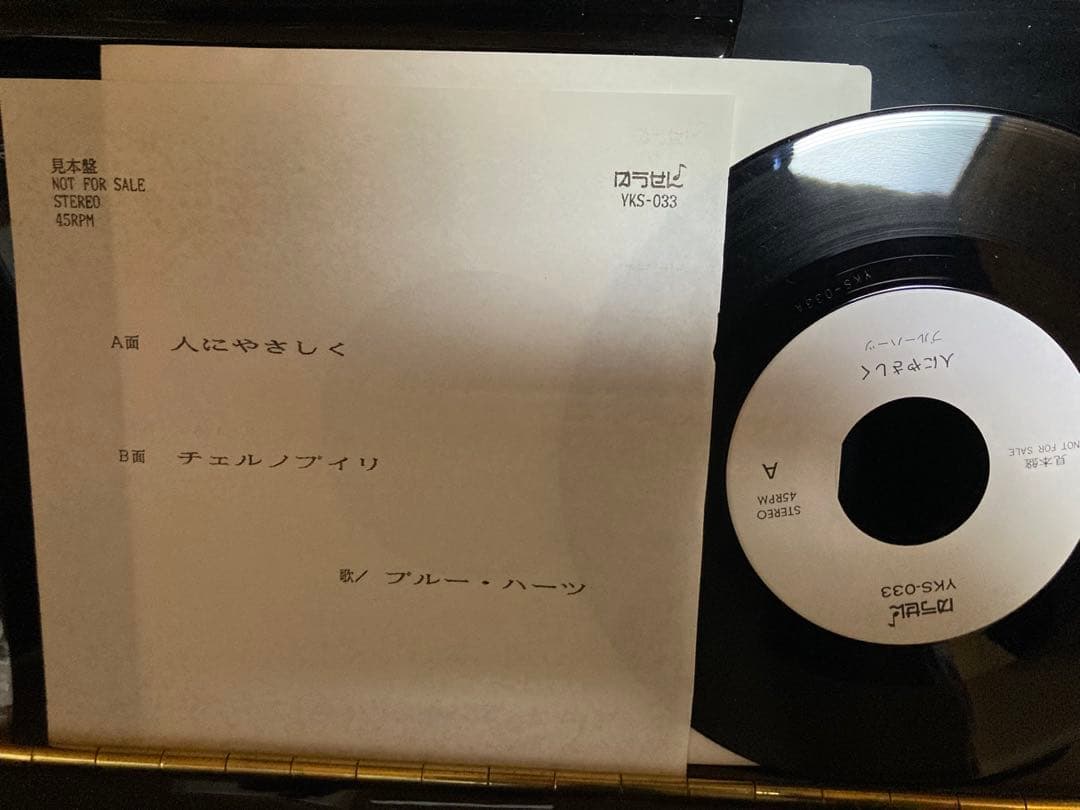 見本盤
NOT FOR SALE
STEREO
45RPM
ゆうせん
YKS-033
A面 人にやさしく
B面 チェルノブイリ
歌/ ブルー・ハーツ
YKS-033A
人にやさしく
ブルーハーツ
A
STEREO
45RPM
見本盤
NOT FOR SALE
ゆうせん
YKS-033